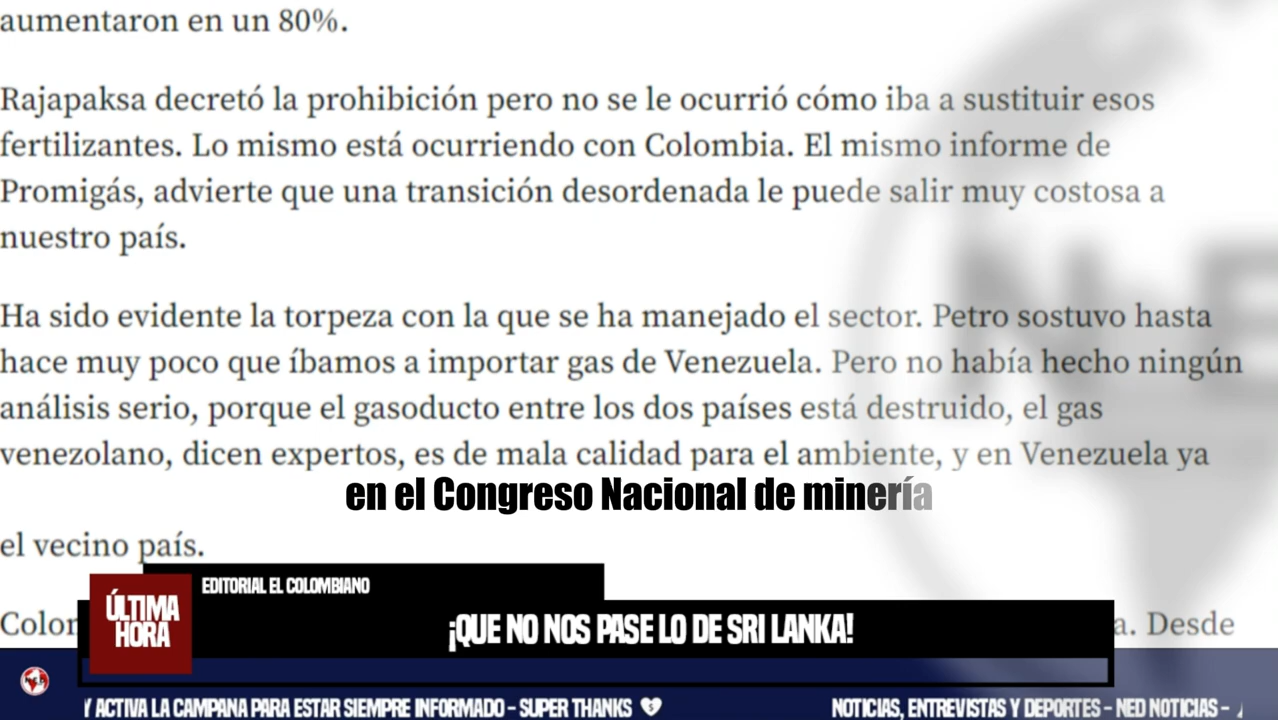 aumentaron en un 80%.
Rajapaksa decretó la prohibición pero no se le ocurrió cómo iba a sustituir esos
fertilizantes. Lo mismo está ocurriendo con Colombia. El mismo informe de
Promigás, advierte que una transición desordenada le puede salir muy costosa a
nuestro país.
Ha sido evidente la torpeza con la que se ha manejado el sector. Petro sostuvo hasta
hace muy poco que íbamos a importar gas de Venezuela. Pero no había hecho ningún
análisis serio, porque el gasoducto entre los dos países está destruido, el gas
venezolano, dicen expertos, es de mala calidad para el ambiente, y en Venezuela ya
en el Congreso Nacional de minería
el vecino país.
EDITORIAL EL COLOMBIANO
ÚLTIMA
HORA
¡QUE NO NOS PASE LO DE SRI LANKA!
a. Desde
Y ACTIVA LA CAMPANA PARA ESTAR SIEMPRE INFORMADO - SUPER THANKS
NOTICIAS, ENTREVISTAS Y DEPORTES - NED NOTICIAS -